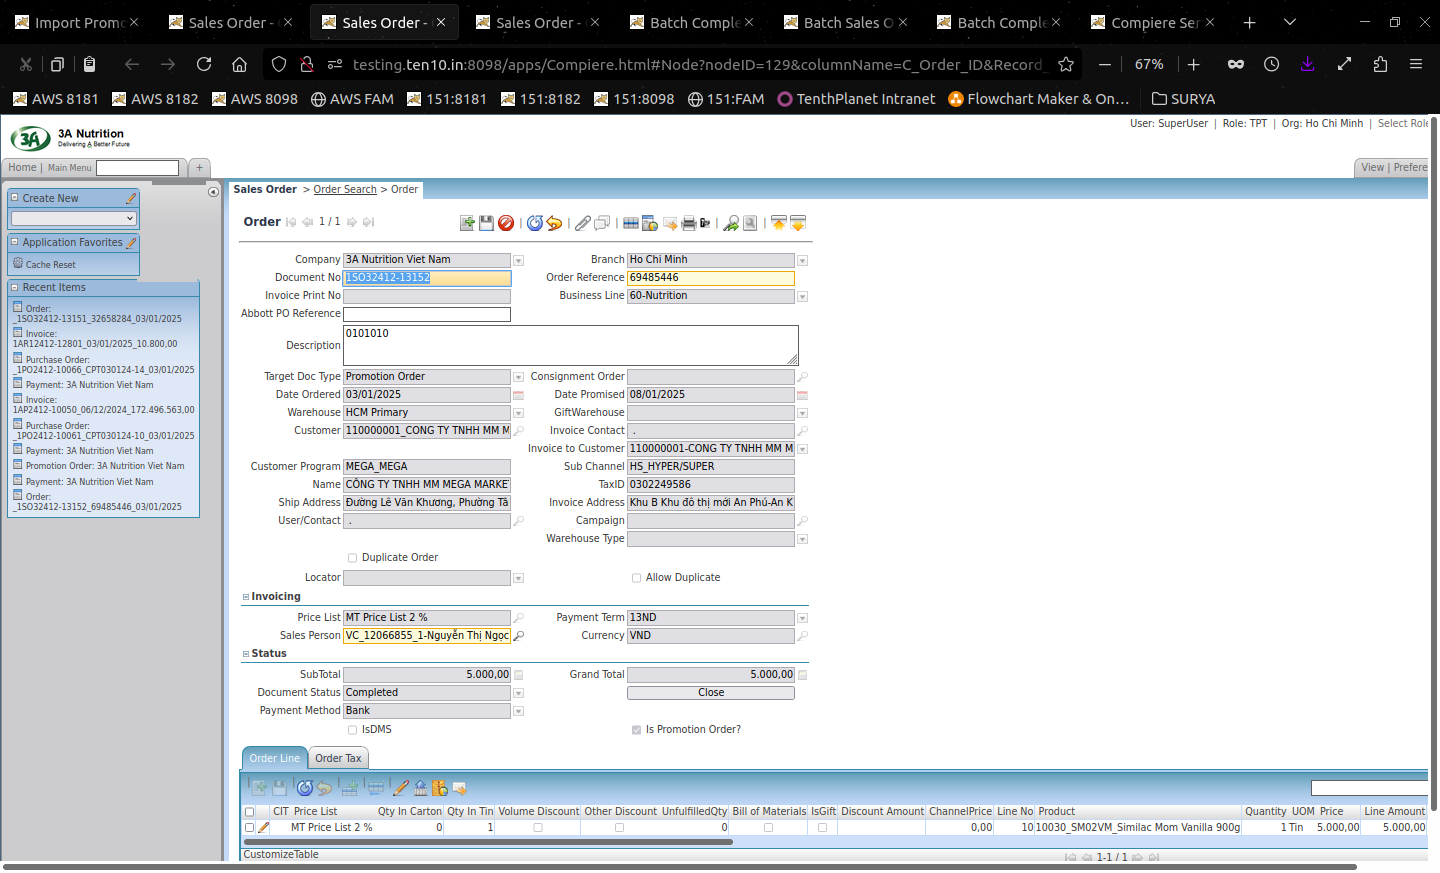 Import Promo
Sales Order -
Sales Order -
Sales Order -
Batch Comple
Batch Sales O
Batch Comple
Compiere Ser
testing.ten10.in:8098/apps/Compiere.html#Node?nodeID=129&columnName=C_Order_ID&Record_
67%
AWS 8181 AWS 8182 AWS 8098 AWS FAM 151:8181 151:8182 151:8098 151:FAM TenthPlanet Intranet Flowchart Maker & On… SURYA
3A 3A Nutrition
Delivering A Better Future
User: SuperUser | Role: TPT | Org: Ho Chi Minh | Select Role
Home | Main Menu +
View | Prefere
Create New
Application Favorites
Cache Reset
Recent Items
Order:
_1SO32412-13151_32658284_03/01/2025
Invoice:
1AR12412-12801_03/01/2025_10.800,00
Purchase Order:
_1PO2412-10066_CPT030124-14_03/01/2025
Payment: 3A Nutrition Viet Nam
Invoice:
1AP2412-10050_06/12/2024_172.496.563,00
Purchase Order:
_1PO2412-10061_CPT030124-10_03/01/2025
Payment: 3A Nutrition Viet Nam
Promotion Order: 3A Nutrition Viet Nam
Payment: 3A Nutrition Viet Nam
Order:
_1SO32412-13152_69485446_03/01/2025
Sales Order > Order Search > Order
Order 1 / 1
Company 3A Nutrition Viet Nam Branch Ho Chi Minh
Document No 1SO32412-13152 Order Reference 69485446
Invoice Print No Business Line 60-Nutrition
Abbott PO Reference
Description 0101010
Target Doc Type Promotion Order Consignment Order
Date Ordered 03/01/2025 Date Promised 08/01/2025
Warehouse HCM Primary GiftWarehouse
Customer 110000001_CONG TY TNHH MM M Invoice Contact .
Invoice to Customer 110000001-CONG TY TNHH MM M
Customer Program MEGA_MEGA Sub Channel HS_HYPER/SUPER
Name CÔNG TY TNHH MM MEGA MARKET TaxID 0302249586
Ship Address Đường Lê Văn Khương, Phường Tâ Invoice Address Khu B Khu đô thị mới An Phú-An K
User/Contact . Campaign
Warehouse Type
Duplicate Order
Locator Allow Duplicate
Invoicing
Price List MT Price List 2 % Payment Term 13ND
Sales Person VC_12066855_1-Nguyễn Thị Ngọc Currency VND
Status
SubTotal 5.000,00 Grand Total 5.000,00
Document Status Completed Close
Payment Method Bank
IsDMS Is Promotion Order?
Order Line Order Tax
CIT Price List Qty In Carton Qty In Tin Volume Discount Other Discount UnfulfilledQty Bill of Materials IsGift Discount Amount ChannelPrice Line No Product Quantity UOM Price Line Amount
MT Price List 2 % 0 1 0 0,00 10 10030_SM02VM_Similac Mom Vanilla 900g 1 Tin 5.000,00 5.000,00
CustomizeTable 1-1 / 1